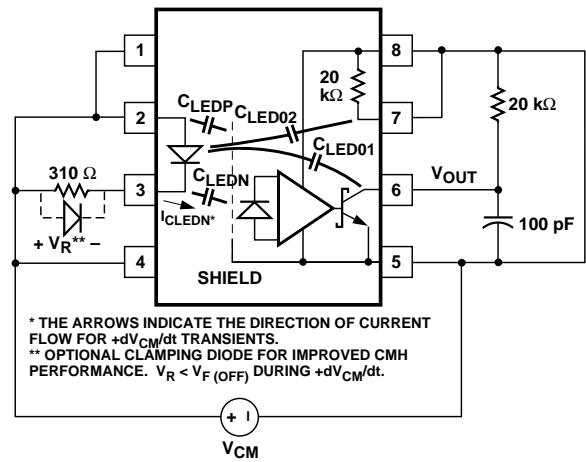 1
8
20
kΩ
CLEDP
CLED02
2
7
20 kΩ
CLED01
310 Ω
3
CLEDN
6
VOUT
ICLEDN*
100 pF
+ VR** –
4
SHIELD
5
* THE ARROWS INDICATE THE DIRECTION OF CURRENT
FLOW FOR +dVCM/dt TRANSIENTS.
** OPTIONAL CLAMPING DIODE FOR IMPROVED CMH
PERFORMANCE. VR < VF (OFF) DURING +dVCM/dt.
+ –
VCM